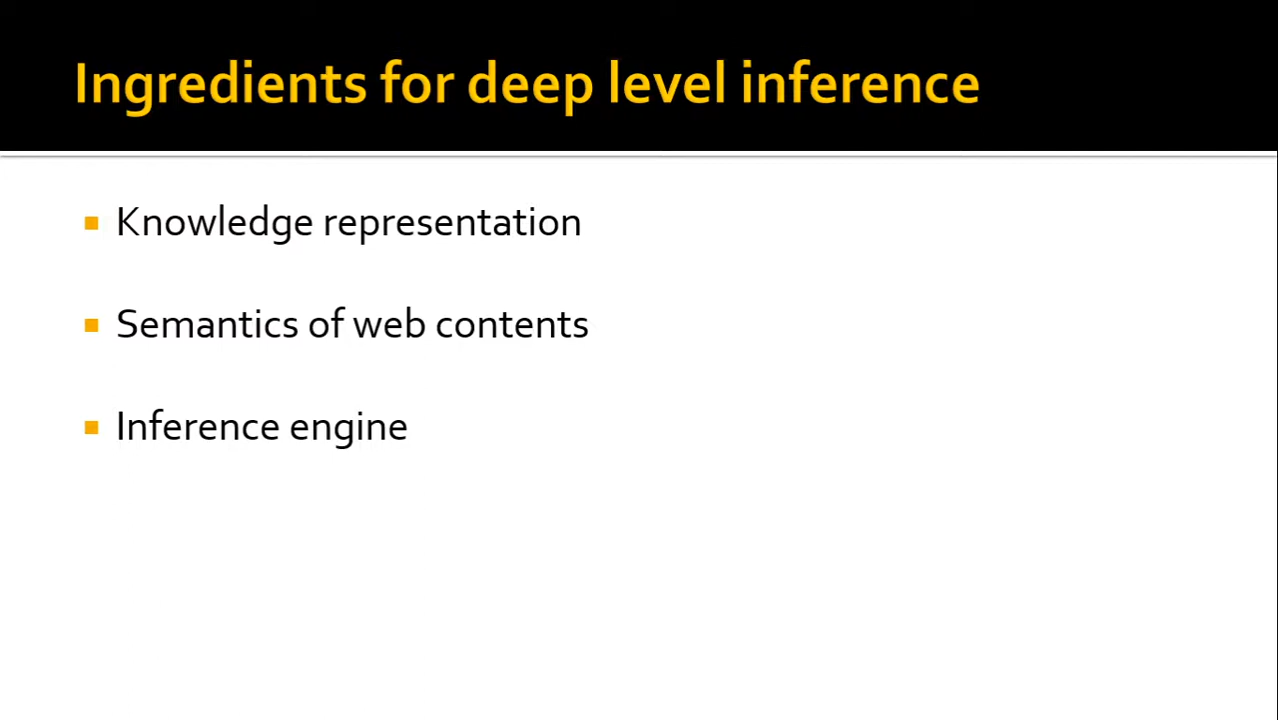 Ingredients for deep level inference
Knowledge representation
Semantics of web contents
Inference engine